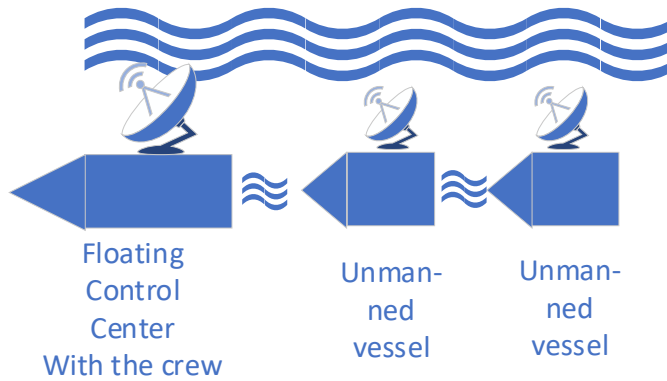 Floating
Control
Center
With the crew
Unman-
ned
vessel
Unman-
ned
vessel